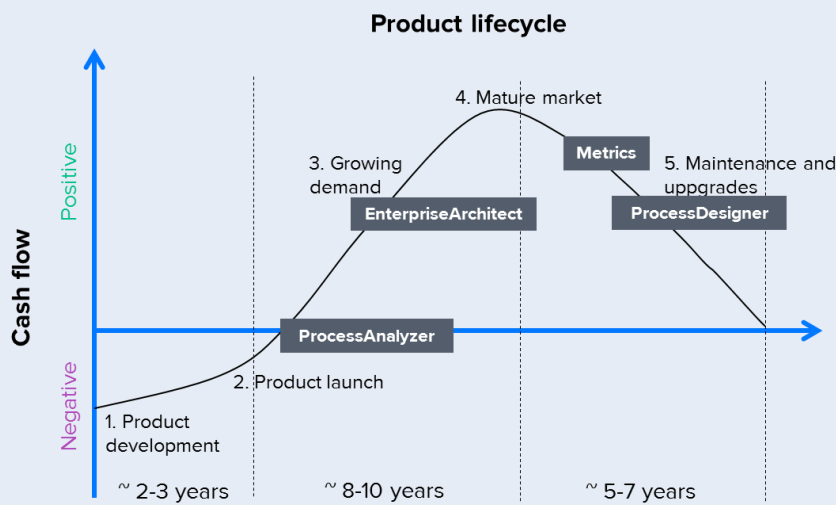 Product lifecycle
4. Mature market
Metrics
3. Growing
demand
5. Maintenance and
uppgrades
EnterpriseArchitect
ProcessDesigner
Positive
Cash flow
Negative
ProcessAnalyzer
2. Product launch
1. Product
development
~ 2-3 years
~ 8-10 years
~ 5-7 years